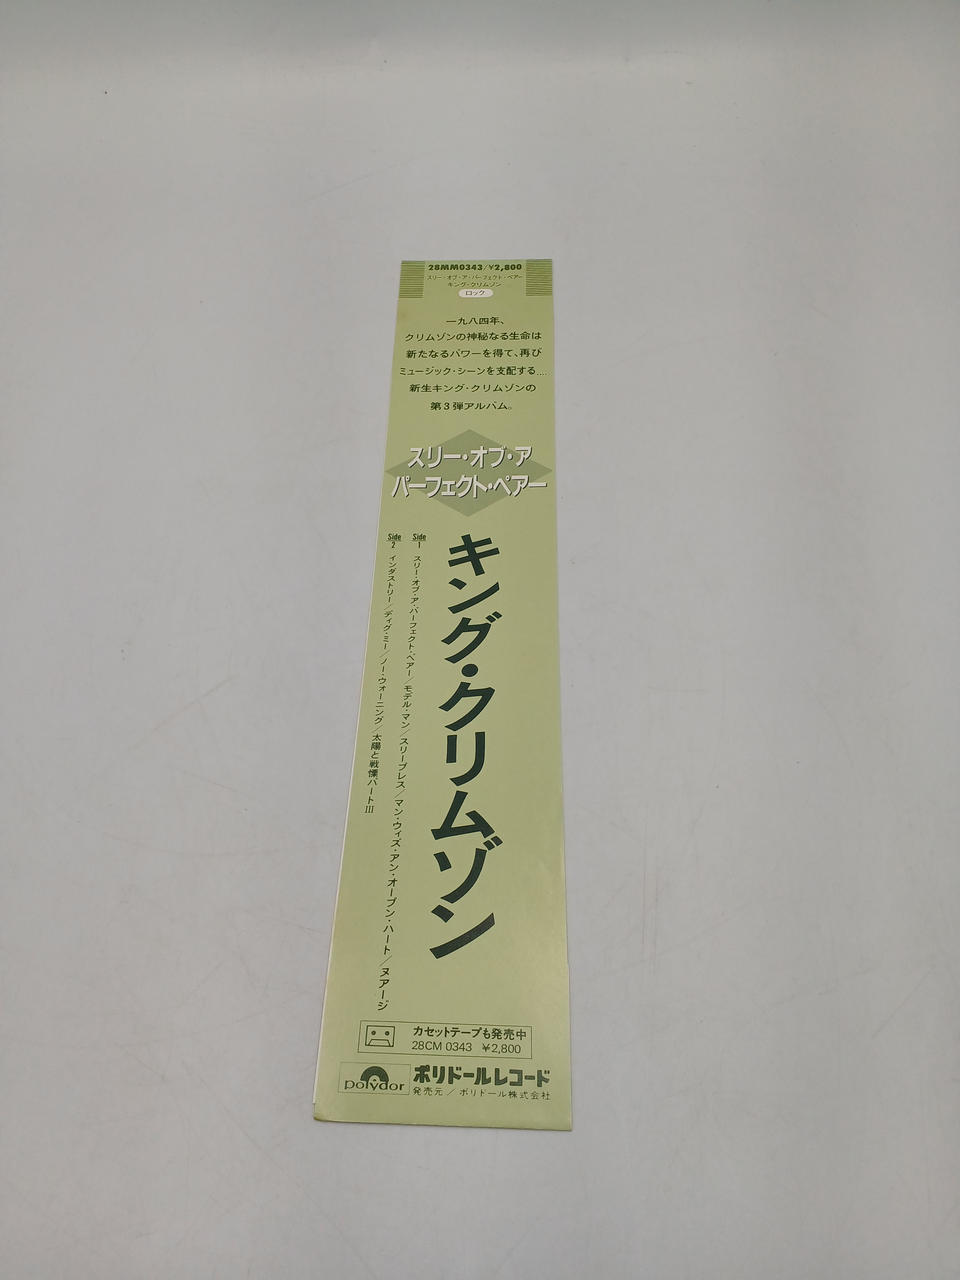 28MM0343/¥2,800
スリー・オブ・ア・パーフェクト・ペアー
キング・クリムゾン
ロック
一九八四年、
クリムゾンの神秘なる生命は
新たなるパワーを得て、再び
ミュージック・シーンを支配する....
新生キング・クリムゾンの
第3弾アルバム。
スリー・オブ・ア
パーフェクト・ペアー
キング・クリムゾン
Side 1
スリー・オブ・ア・パーフェクト・ペアー/モデル・マン/スリープレス/マン・ウィズ・アン・オープン・ハート/ヌアージ
Side 2
インダストリー/ディグ・ミー/ノー・ウォーニング/太陽と戦慄パートIII
カセットテープも発売中
28CM 0343 ¥2,800
polydor
ポリドールレコード
発売元/ポリドール株式会社